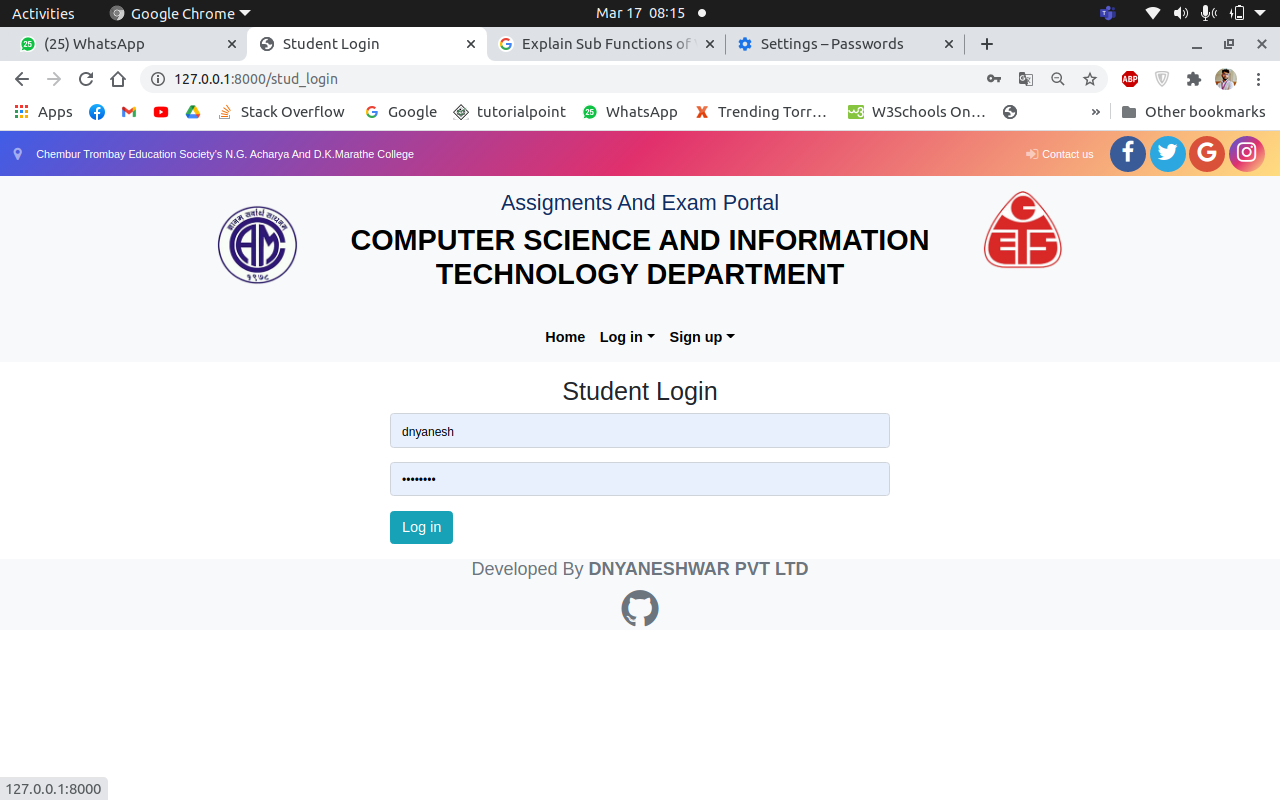 Activities Google Chrome Mar 17 08:15
(25) WhatsApp Student Login Explain Sub Functions of Settings – Passwords
127.0.0.1:8000/stud_login ABP
Apps Stack Overflow Google tutorialpoint WhatsApp Trending Torr… W3Schools On… » Other bookmarks
Chembur Trombay Education Society's N.G. Acharya And D.K.Marathe College Contact us
Assigments And Exam Portal
COMPUTER SCIENCE AND INFORMATION
TECHNOLOGY DEPARTMENT
Home Log in Sign up
Student Login
dnyanesh
••••••••
Log in
Developed By DNYANESHWAR PVT LTD
127.0.0.1:8000